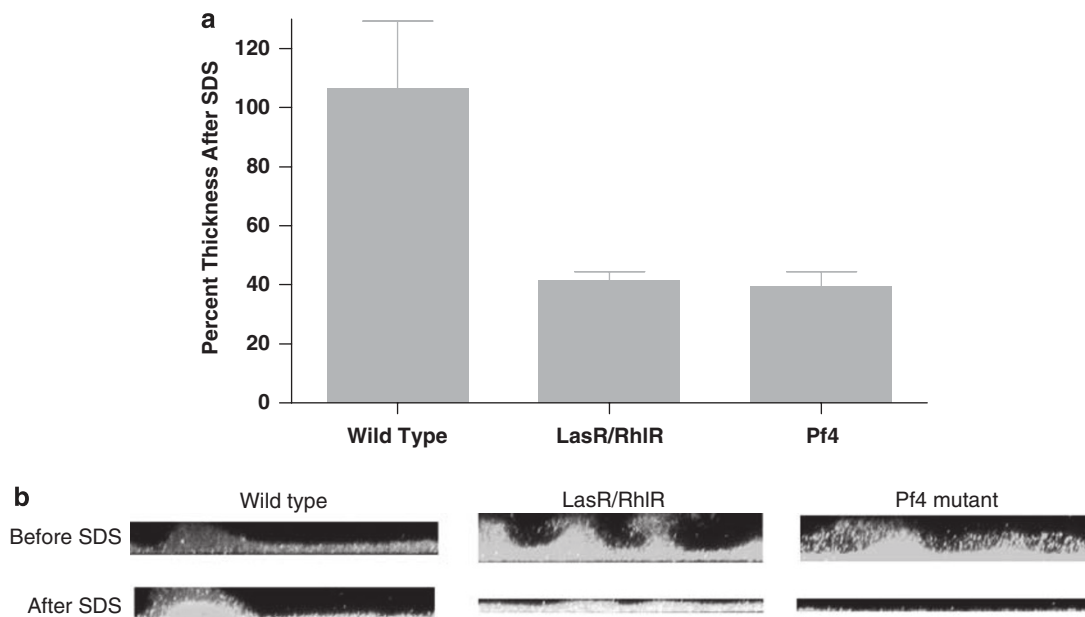 a
Percent Thickness After SDS
120
100
80
60
40
20
0
Wild Type LasR/RhlR Pf4
b
Wild type LasR/RhlR Pf4 mutant
Before SDS
After SDS